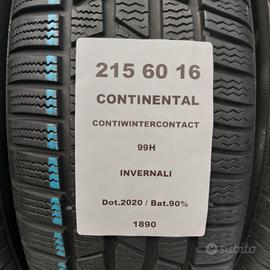 215 60 16
CONTINENTAL
CONTIWINTERCONTACT
99H
INVERNALI
Dot.2020 / Bat.90%
1890
subito